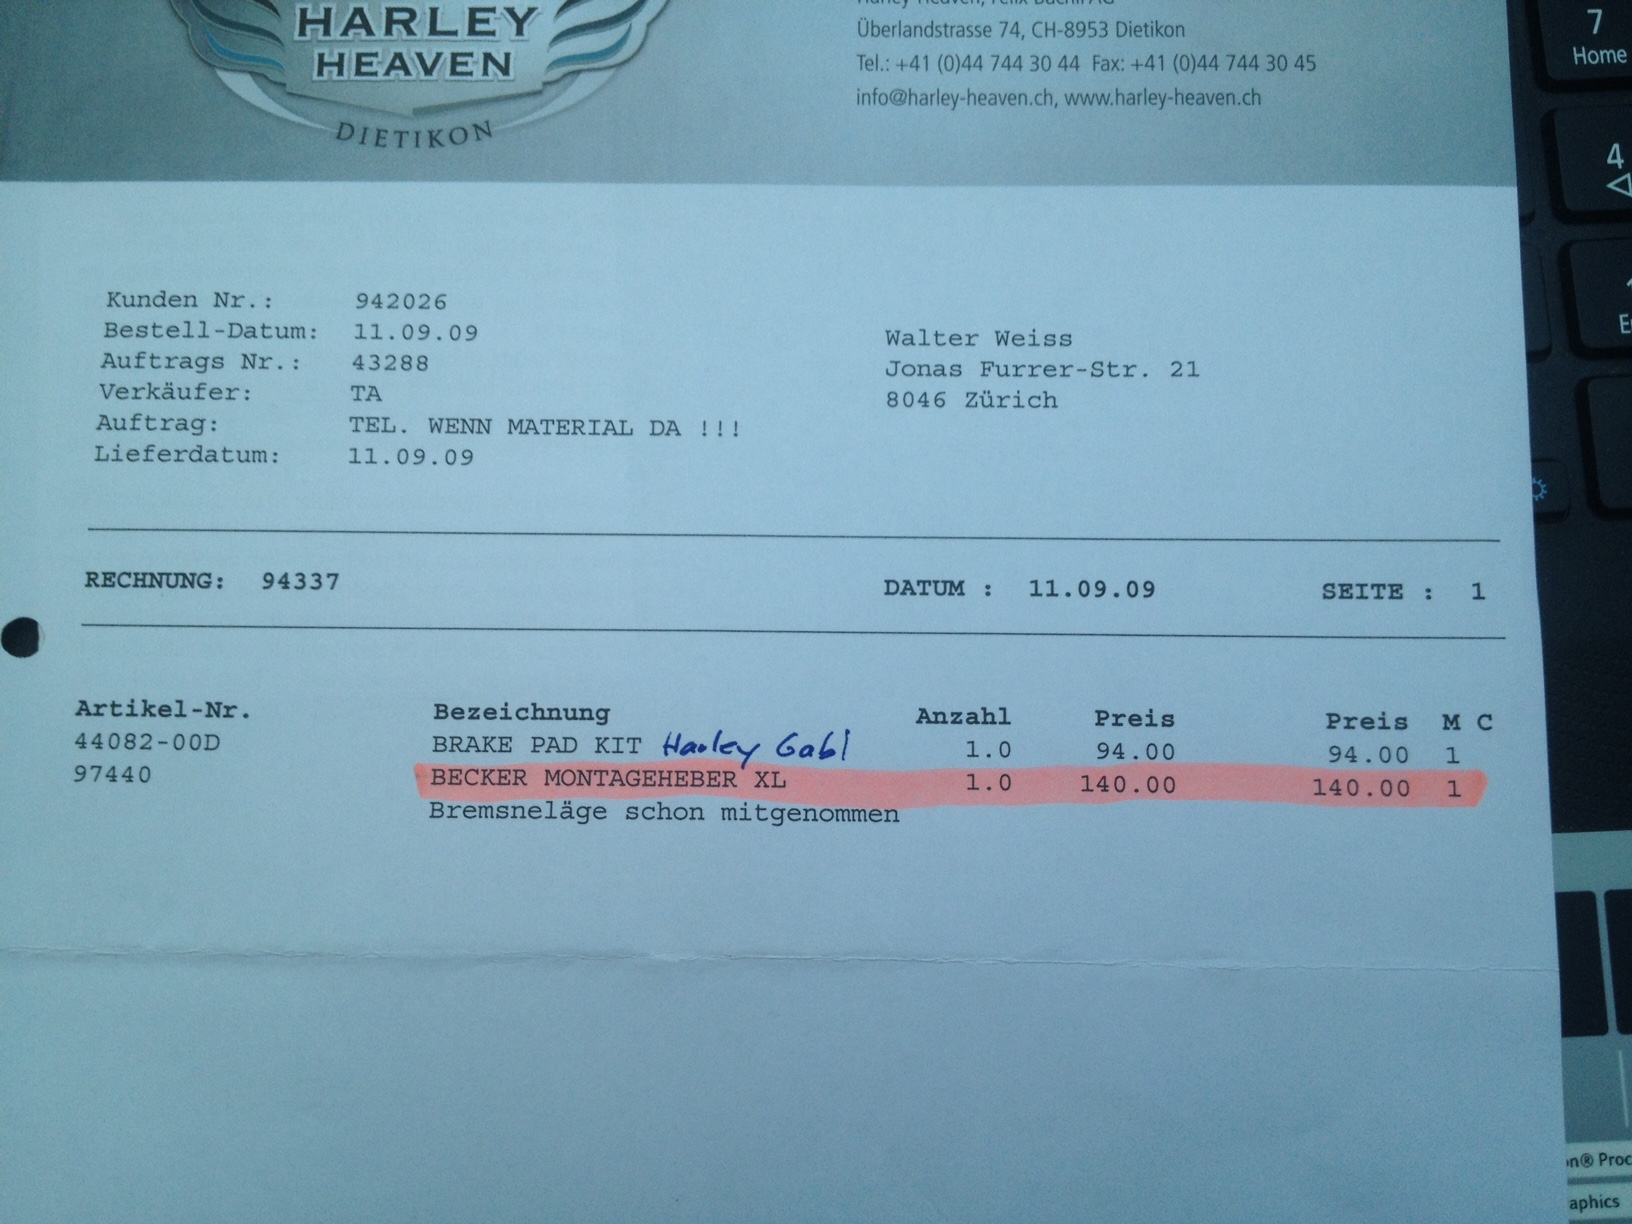 HARLEY
HEAVEN
DIETIKON
Überlandstrasse 74, CH-8953 Dietikon
Tel.: +41 (0)44 744 30 44 Fax: +41 (0)44 744 30 45
info@harley-heaven.ch, www.harley-heaven.ch
Kunden Nr.: 942026
Bestell-Datum: 11.09.09
Auftrags Nr.: 43288
Verkäufer: TA
Auftrag: TEL. WENN MATERIAL DA !!!
Lieferdatum: 11.09.09
Walter Weiss
Jonas Furrer-Str. 21
8046 Zürich
RECHNUNG: 94337 DATUM : 11.09.09 SEITE : 1
Artikel-Nr. Bezeichnung Anzahl Preis Preis M C
44082-00D BRAKE PAD KIT Harley Gabl 1.0 94.00 94.00 1
97440 BECKER MONTAGEHEBER XL 1.0 140.00 140.00 1
Bremsneläge schon mitgenommen
7
Home
4